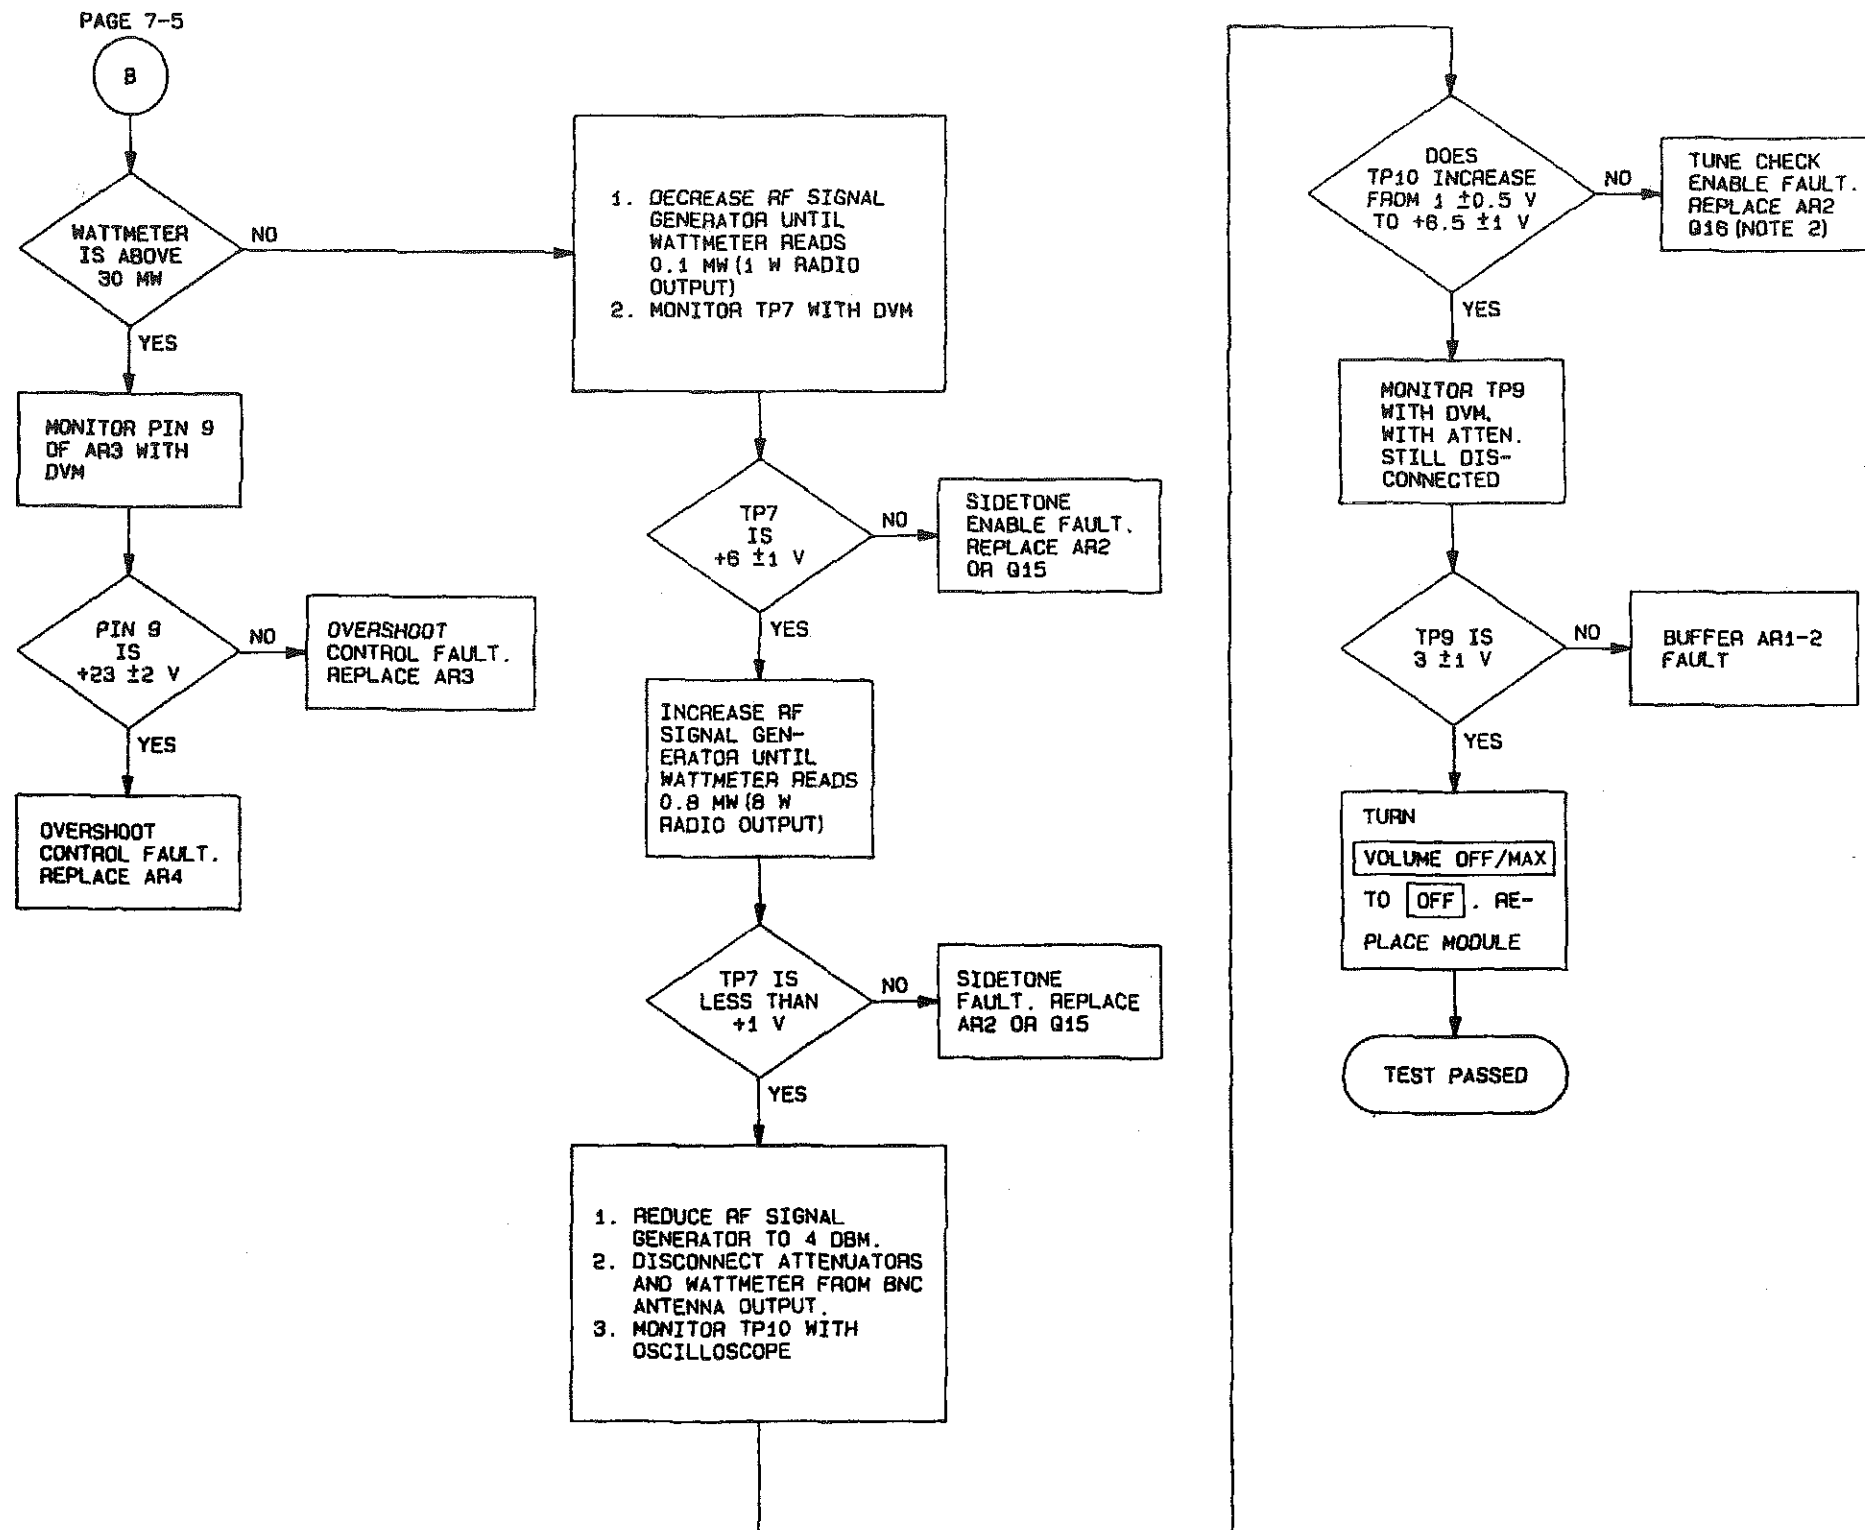 PAGE 7-5
B
WATTMETER
IS ABOVE
30 MW
NO
YES
MONITOR PIN 9
OF AR3 WITH
DVM
PIN 9
IS
+23 ±2 V
NO
OVERSHOOT
CONTROL FAULT.
REPLACE AR3
YES
OVERSHOOT
CONTROL FAULT.
REPLACE AR4
1. DECREASE RF SIGNAL
GENERATOR UNTIL
WATTMETER READS
0.1 MW (1 W RADIO
OUTPUT)
2. MONITOR TP7 WITH DVM
TP7
IS
+6 ±1 V
NO
SIDETONE
ENABLE FAULT.
REPLACE AR2
OR Q15
YES
INCREASE RF
SIGNAL GEN-
ERATOR UNTIL
WATTMETER READS
0.8 MW (8 W
RADIO OUTPUT)
TP7 IS
LESS THAN
+1 V
NO
SIDETONE
FAULT. REPLACE
AR2 OR Q15
YES
1. REDUCE RF SIGNAL
GENERATOR TO 4 DBM.
2. DISCONNECT ATTENUATORS
AND WATTMETER FROM BNC
ANTENNA OUTPUT.
3. MONITOR TP10 WITH
OSCILLOSCOPE
DOES
TP10 INCREASE
FROM 1 ±0.5 V
TO +6.5 ±1 V
NO
TUNE CHECK
ENABLE FAULT.
REPLACE AR2
Q16 (NOTE 2)
YES
MONITOR TP9
WITH DVM.
WITH ATTEN.
STILL DIS-
CONNECTED
TP9 IS
3 ±1 V
NO
BUFFER AR1-2
FAULT
YES
TURN
VOLUME OFF/MAX
TO OFF. RE-
PLACE MODULE
TEST PASSED